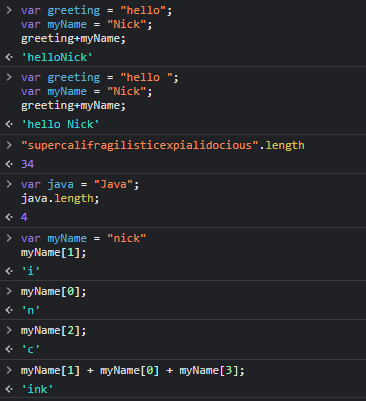 > var greeting = "hello";
var myName = "Nick";
greeting+myName;
<· 'helloNick'
> var greeting = "hello ";
var myName = "Nick";
greeting+myName;
<· 'hello Nick'
> "supercalifragilisticexpialidocious".length
<· 34
> var java = "Java";
java.length;
<· 4
> var myName = "nick"
myName[1];
<· 'i'
> myName[0];
<· 'n'
> myName[2];
<· 'c'
> myName[1] + myName[0] + myName[3];
<· 'ink'